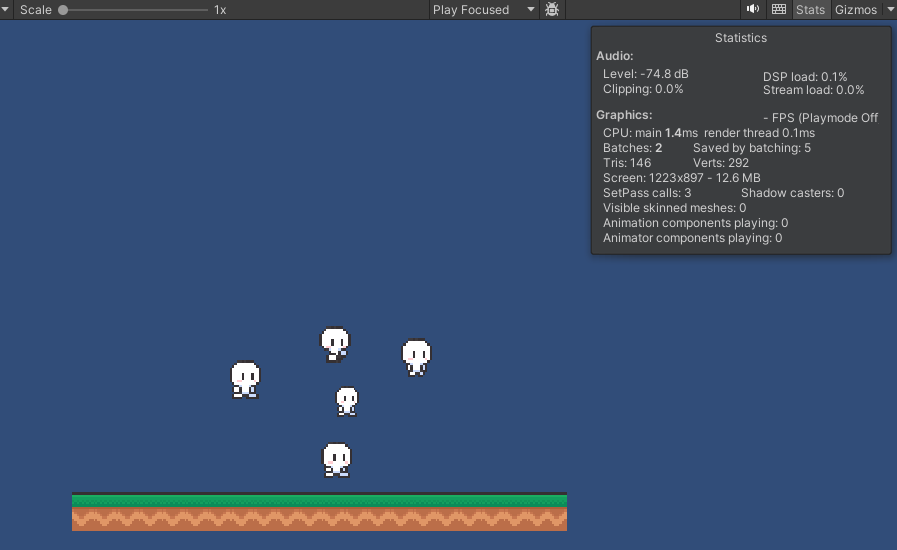 Scale 1x Play Focused Stats Gizmos
Statistics
Audio:
Level: -74.8 dB DSP load: 0.1%
Clipping: 0.0% Stream load: 0.0%
Graphics: - FPS (Playmode Off
CPU: main 1.4ms render thread 0.1ms
Batches: 2 Saved by batching: 5
Tris: 146 Verts: 292
Screen: 1223x897 - 12.6 MB
SetPass calls: 3 Shadow casters: 0
Visible skinned meshes: 0
Animation components playing: 0
Animator components playing: 0